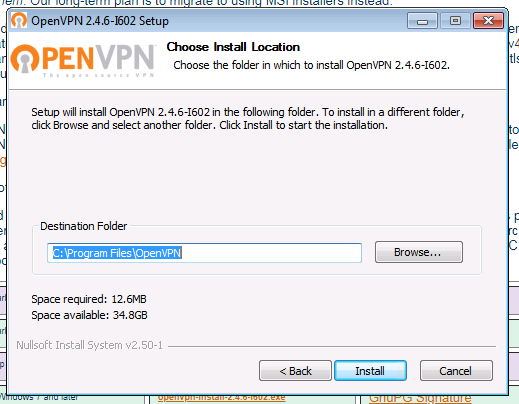 them. Our long-term plan is to migrate to using MSI installers instead.
OpenVPN 2.4.6-I602 Setup
OPENVPN
The open source VPN
Choose Install Location
Choose the folder in which to install OpenVPN 2.4.6-I602.
Setup will install OpenVPN 2.4.6-I602 in the following folder. To install in a different folder,
click Browse and select another folder. Click Install to start the installation.
Destination Folder
C:\Program Files\OpenVPN
Browse...
Space required: 12.6MB
Space available: 34.8GB
Nullsoft Install System v2.50-1
< Back
Install
Cancel
Windows 7 and later
openvpn-install-2.4.6-I602.exe
GnuPG Signature